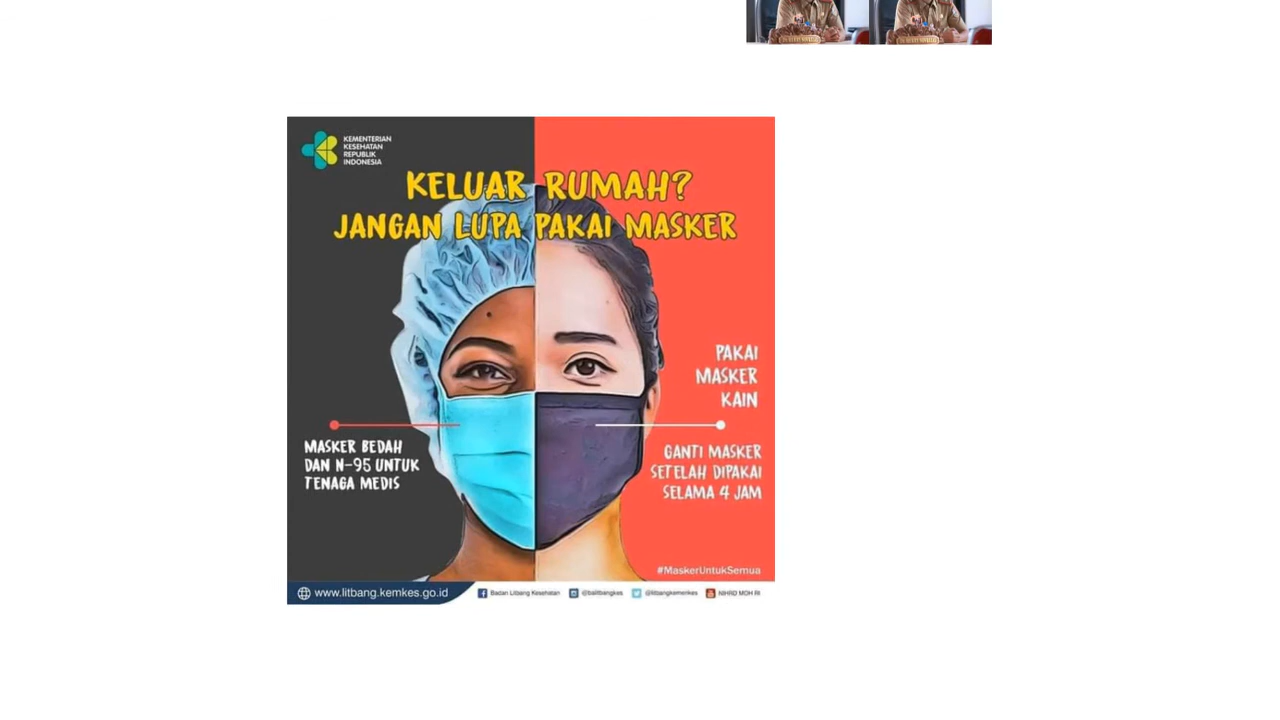 KEMENTERIAN
KESEHATAN
REPUBLIK
INDONESIA
KELUAR RUMAH?
JANGAN LUPA PAKAI MASKER
PAKAI
MASKER
KAIN
MASKER BEDAH
DAN N-95 UNTUK
TENAGA MEDIS
GANTI MASKER
SETELAH DIPAKAI
SELAMA 4 JAM
#MaskerUntukSemua
www.litbang.kemkes.go.id
Badan Litbang Kesehatan
@balitbangkes
@litbangkemenkes
NIHRD MOH RI